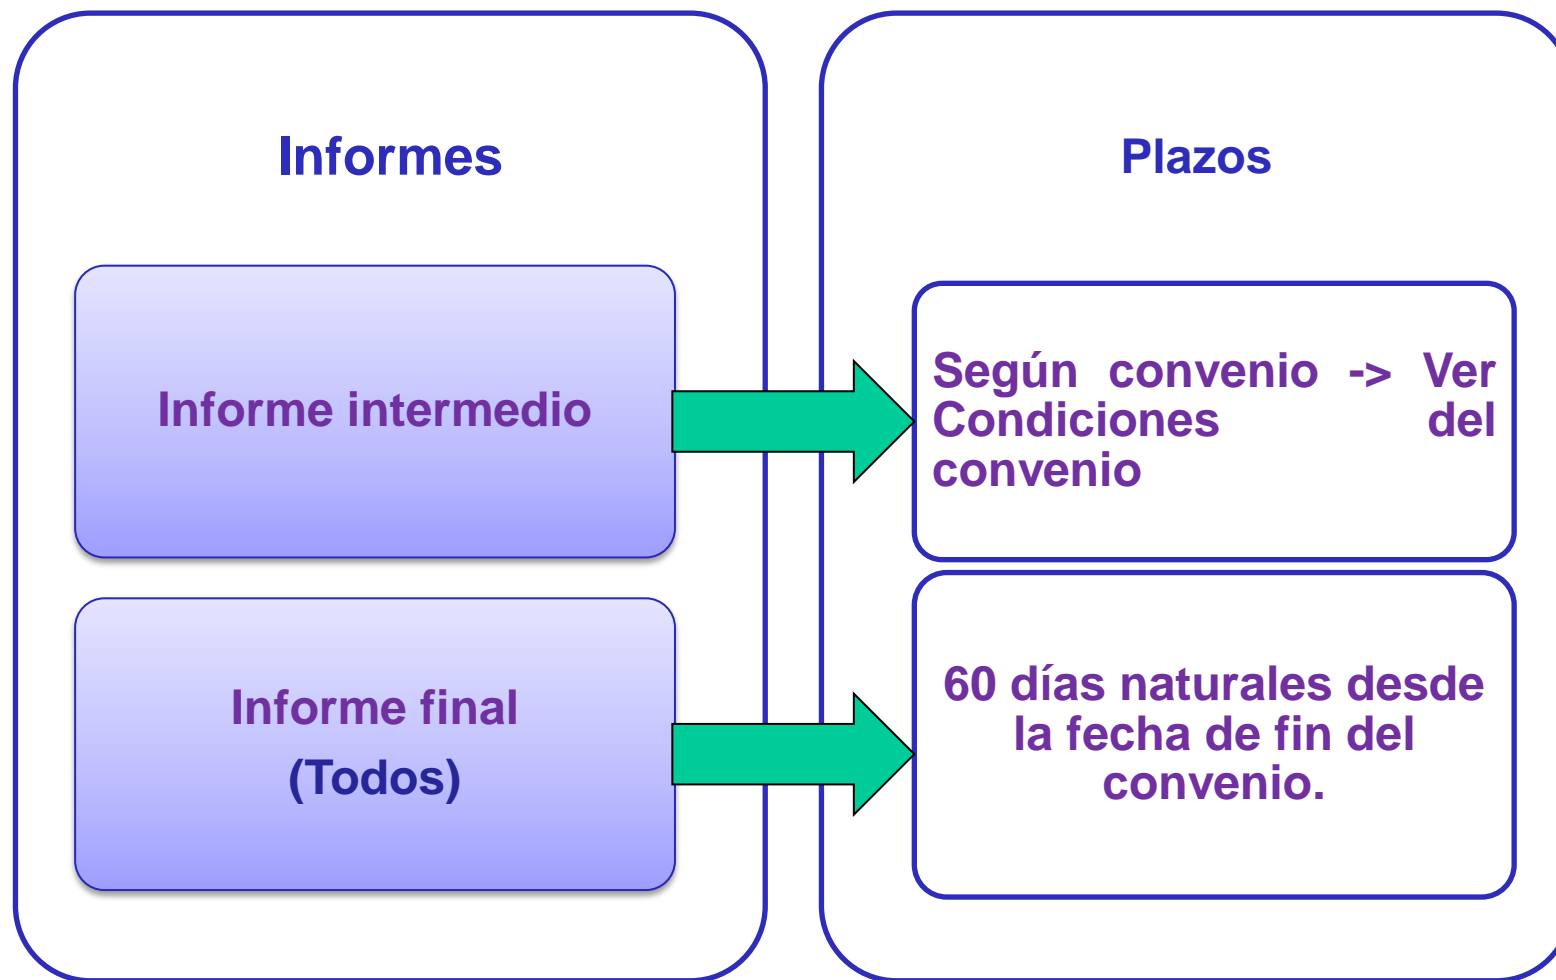 Informes
Plazos
Informe intermedio
Según convenio -> Ver
Condiciones del
convenio
Informe final
(Todos)
60 días naturales desde
la fecha de fin del
convenio.